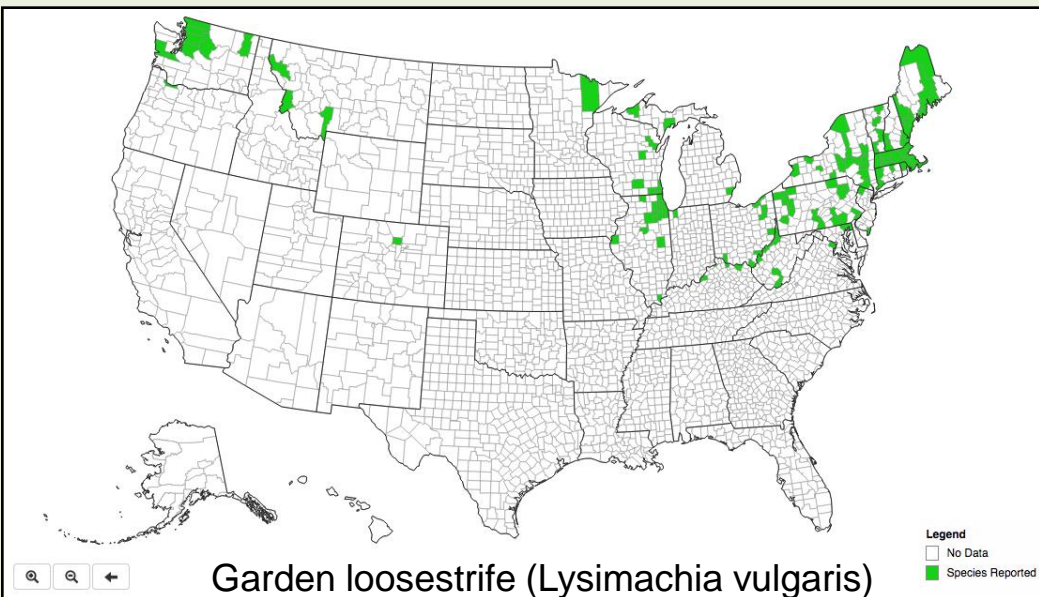 Legend
No Data
Species Reported
Garden loosestrife (Lysimachia vulgaris)